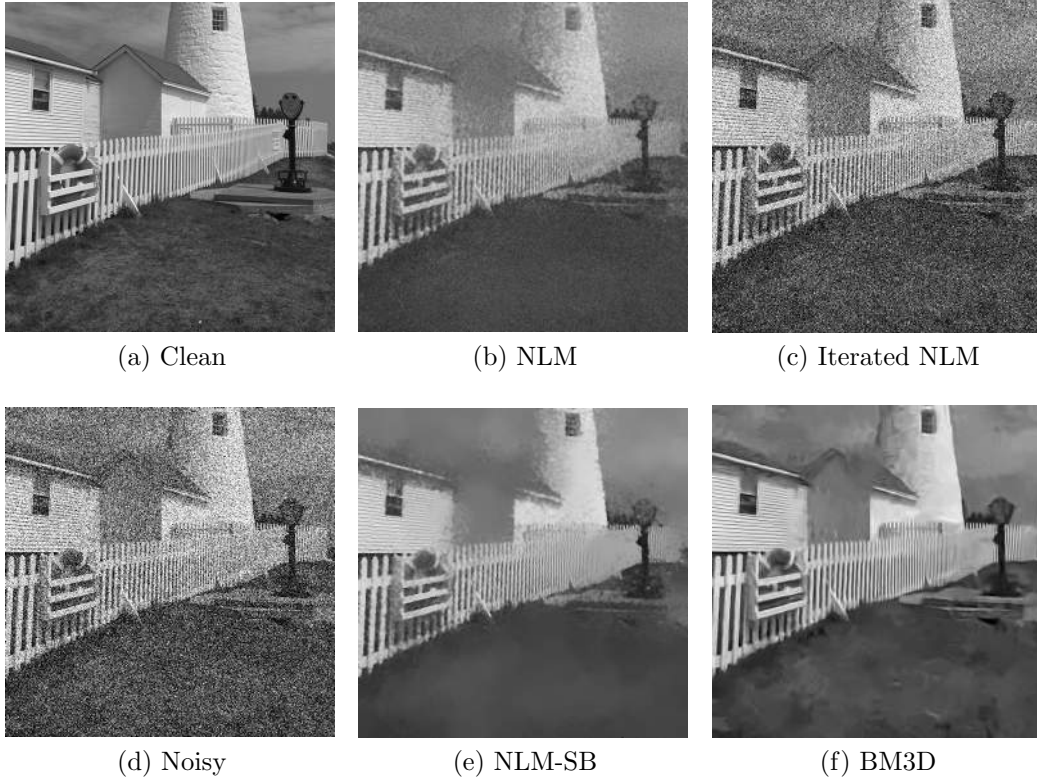 (a) Clean
(b) NLM
(c) Iterated NLM
(d) Noisy
(e) NLM-SB
(f) BM3D